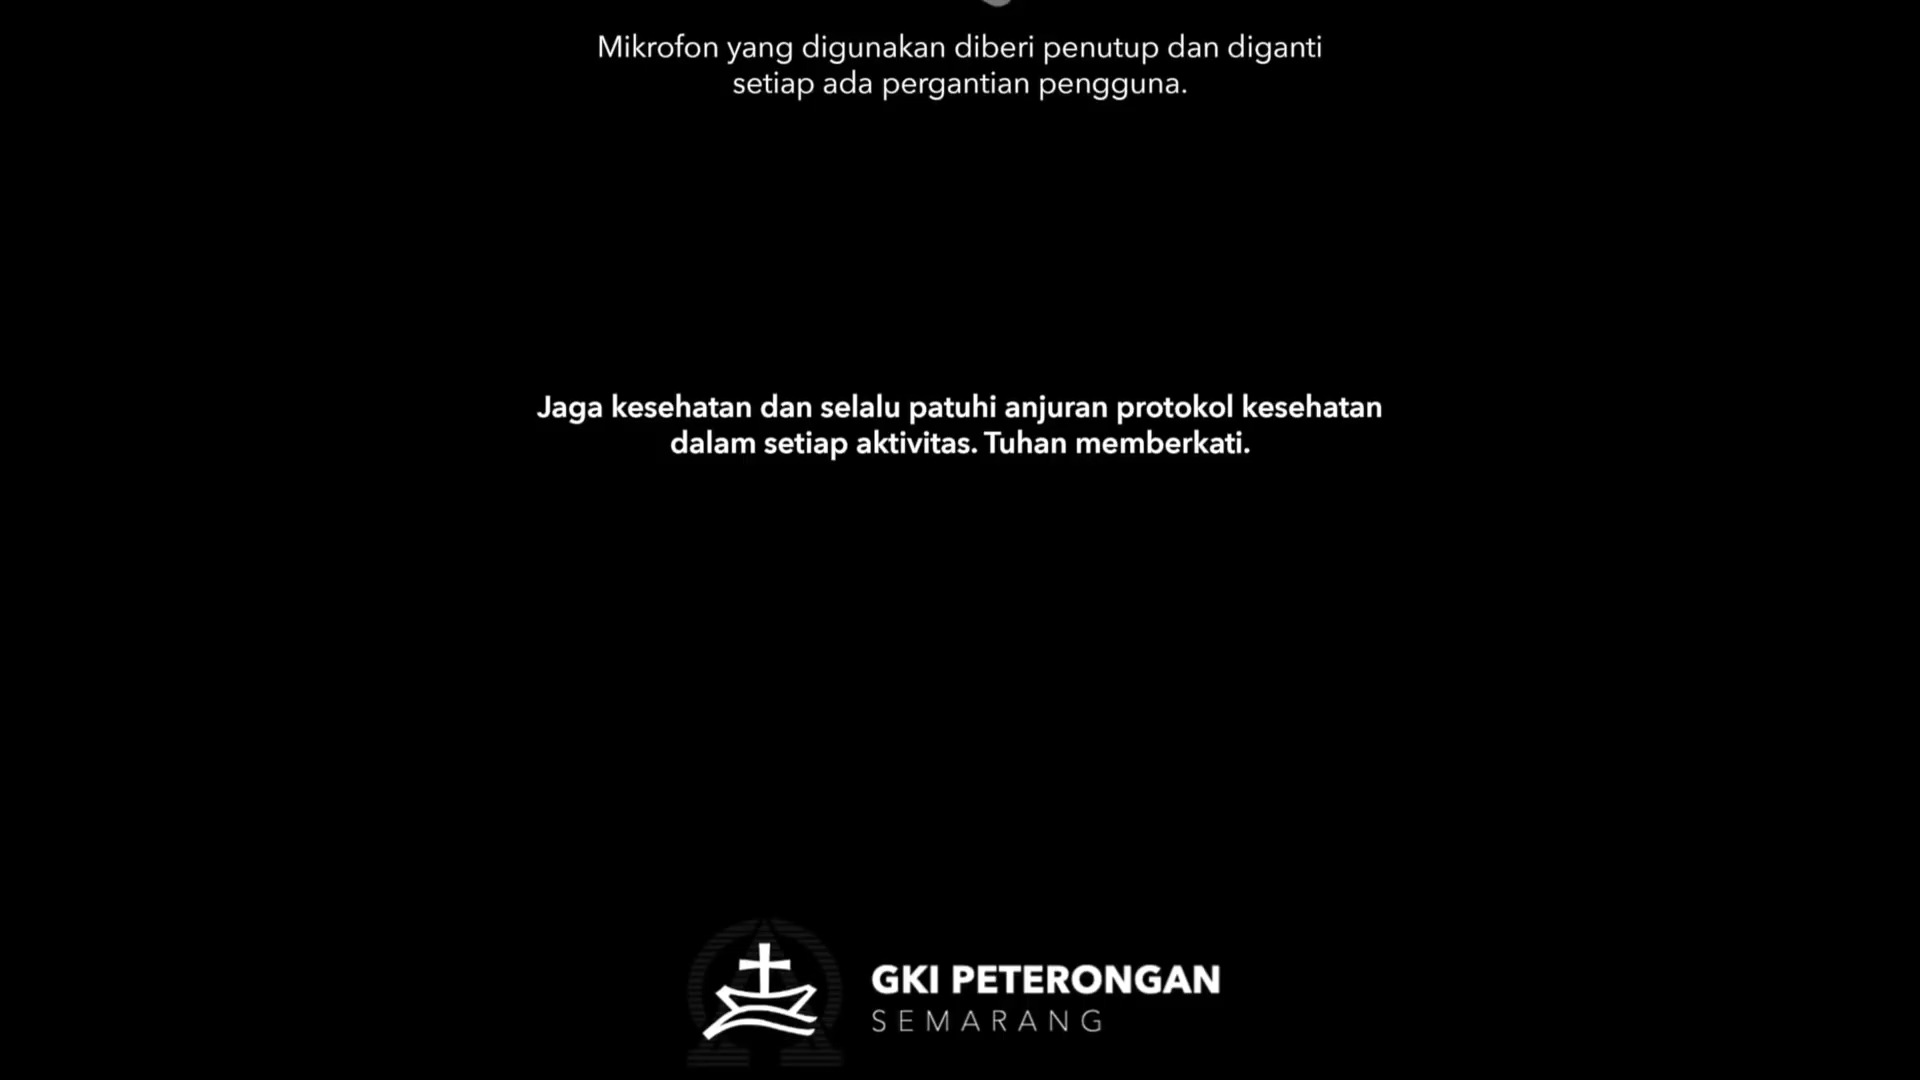 Mikrofon yang digunakan diberi penutup dan diganti
setiap ada pergantian pengguna.
Jaga kesehatan dan selalu patuhi anjuran protokol kesehatan
dalam setiap aktivitas. Tuhan memberkati.
GKI PETERONGAN
SEMARANG